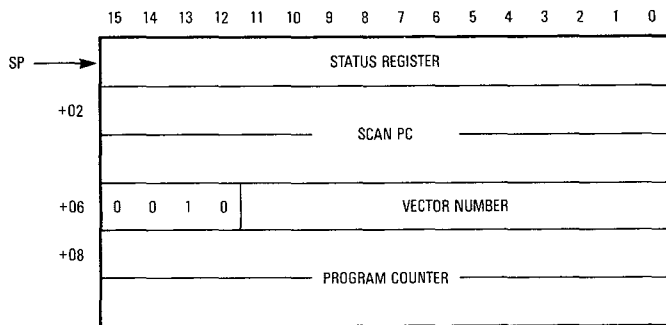 15 14 13 12 11 10 9 8 7 6 5 4 3 2 1 0
SP STATUS REGISTER
+02
SCAN PC
+06 0 0 1 0 VECTOR NUMBER
+08
PROGRAM COUNTER